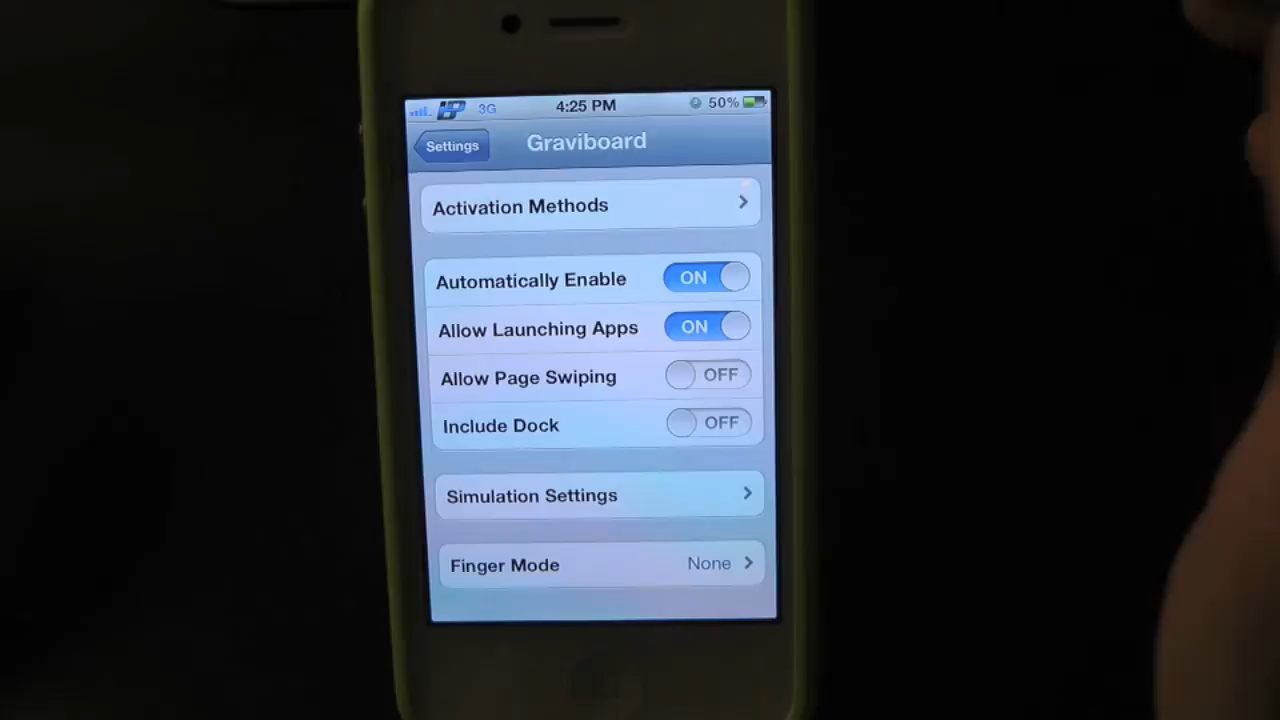 3G 4:25 PM 50%
Settings Graviboard
Activation Methods
Automatically Enable ON
Allow Launching Apps ON
Allow Page Swiping OFF
Include Dock OFF
Simulation Settings
Finger Mode None